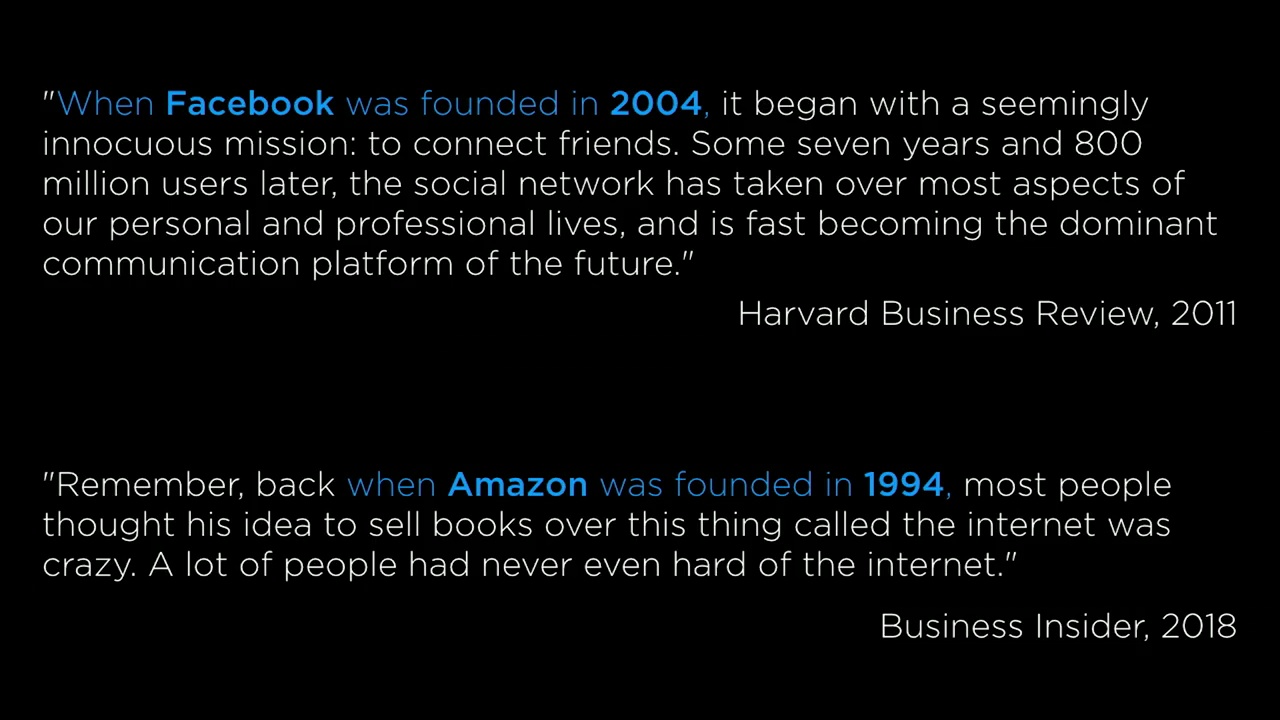 "When Facebook was founded in 2004, it began with a seemingly
innocuous mission: to connect friends. Some seven years and 800
million users later, the social network has taken over most aspects of
our personal and professional lives, and is fast becoming the dominant
communication platform of the future."
Harvard Business Review, 2011
"Remember, back when Amazon was founded in 1994, most people
thought his idea to sell books over this thing called the internet was
crazy. A lot of people had never even hard of the internet."
Business Insider, 2018